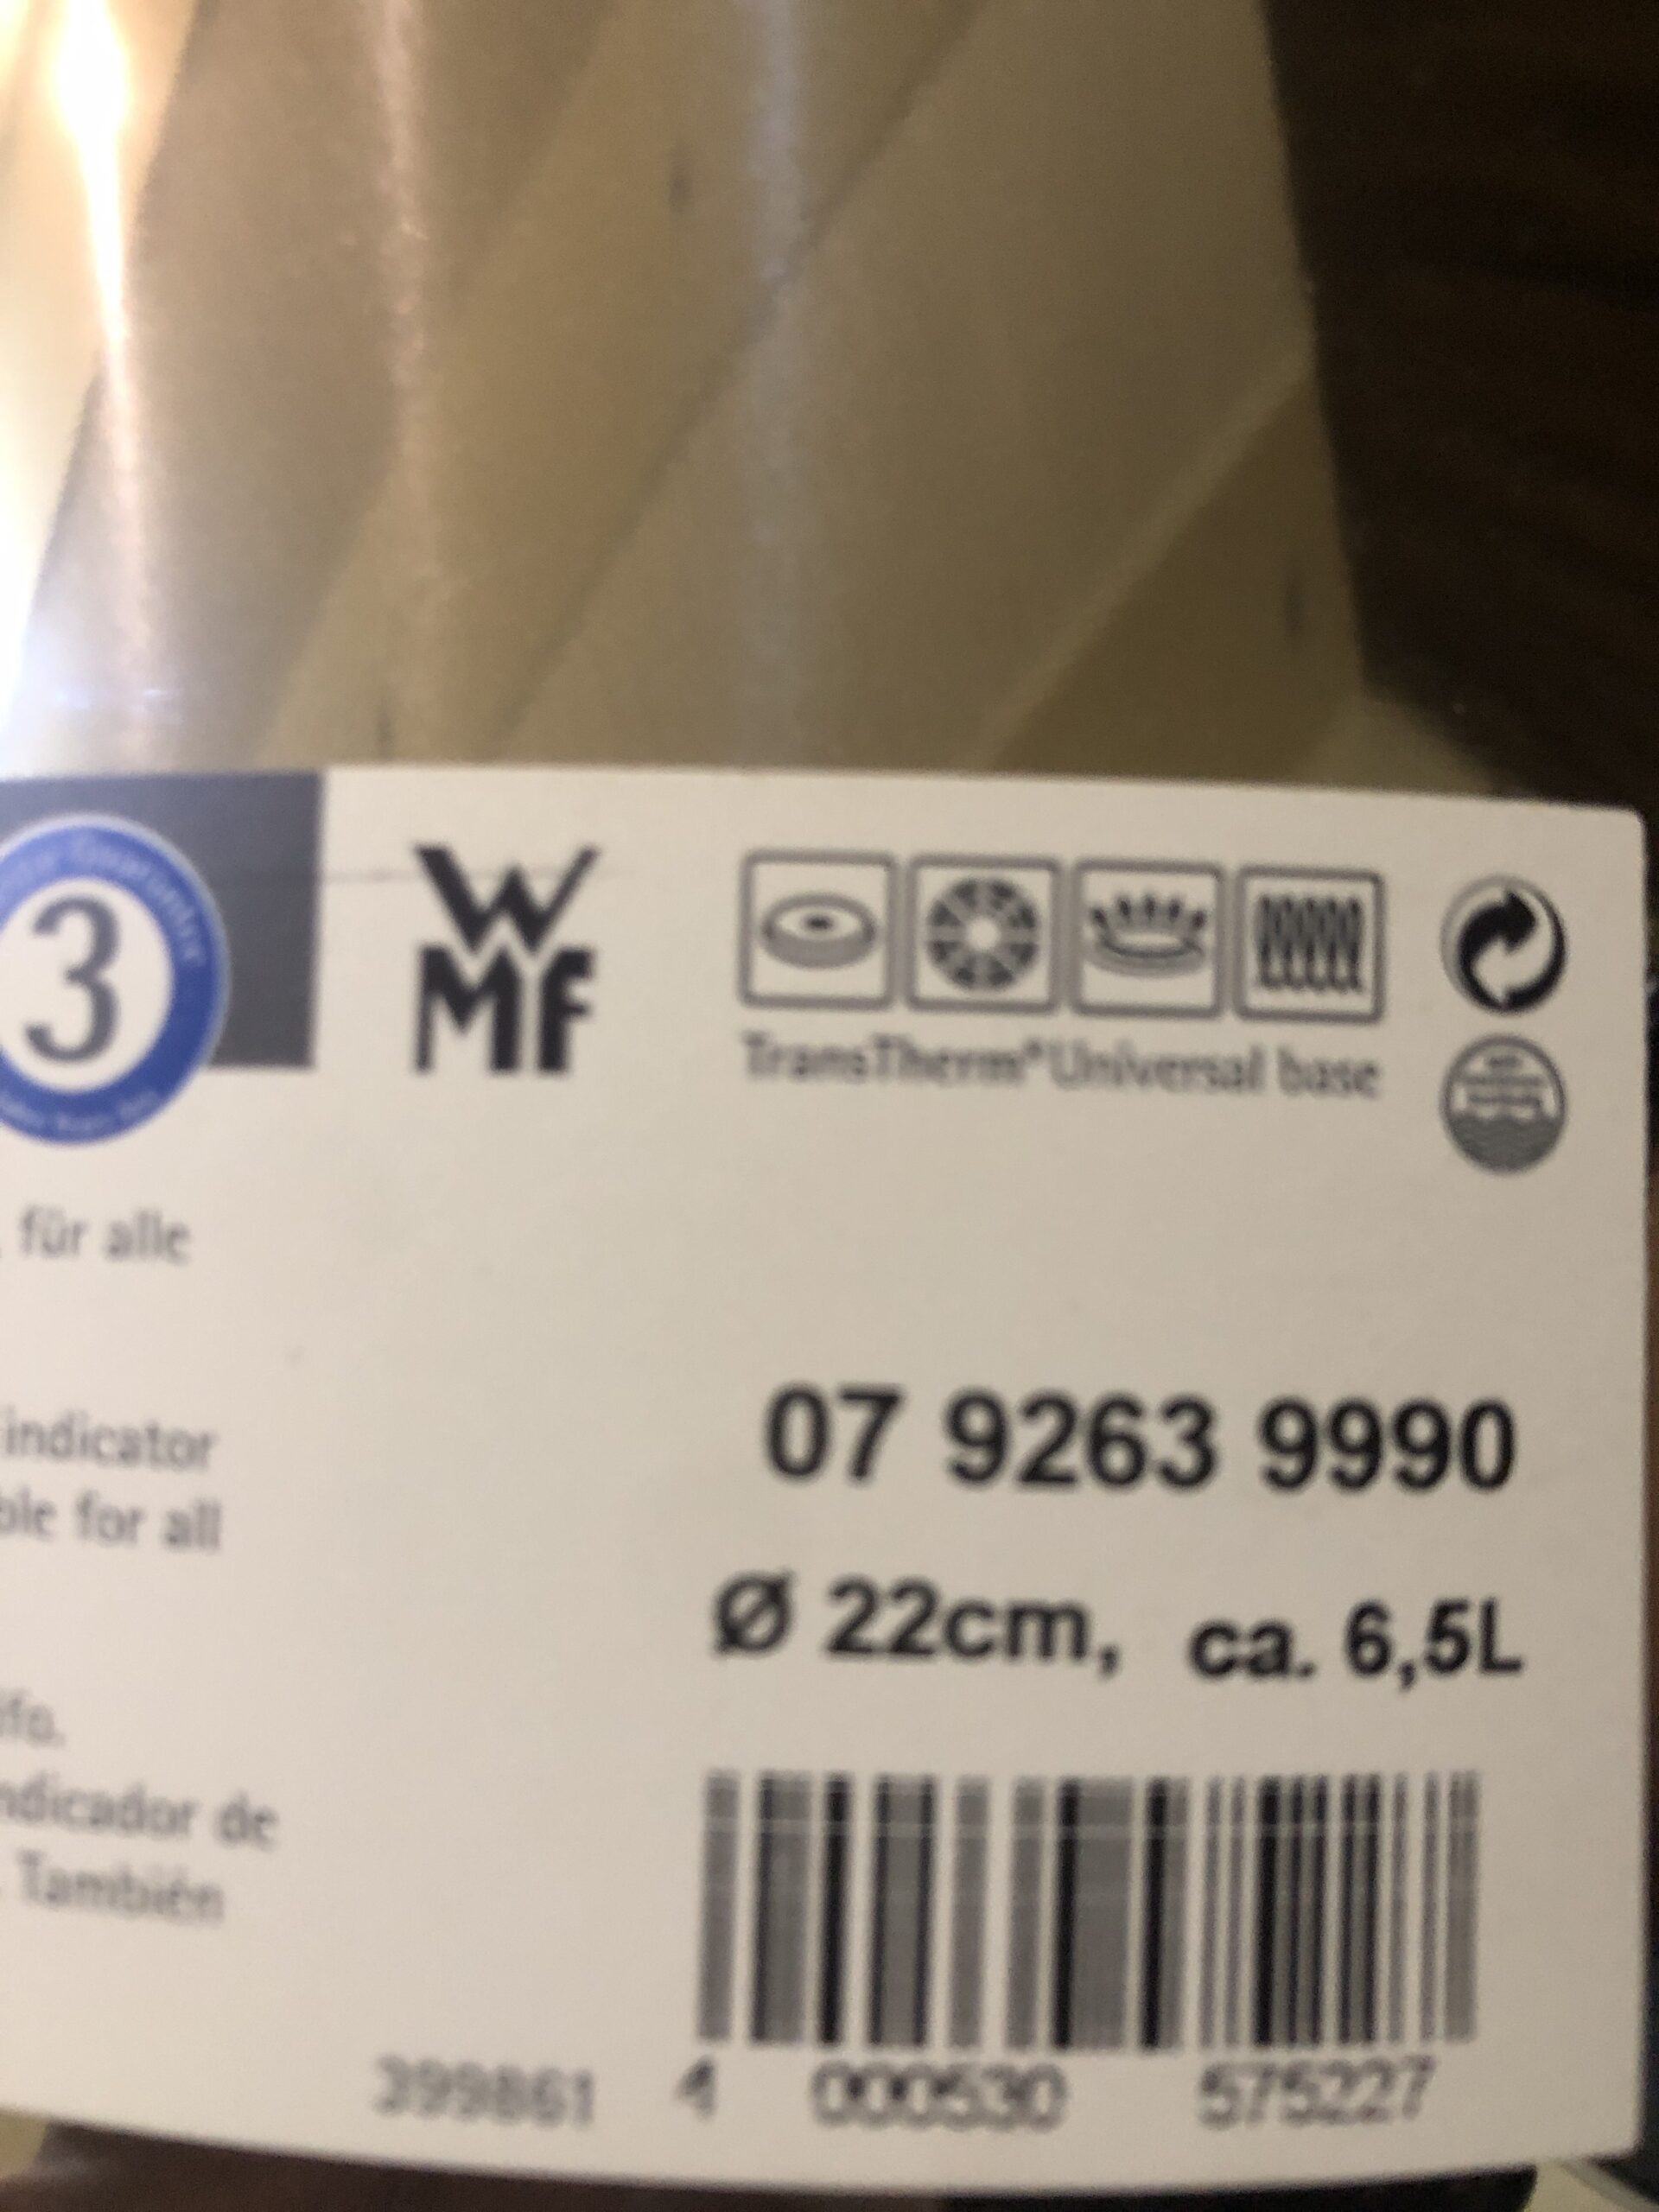 3
WMF
TransTherm® Universal base
für alle
indicator
ble for all
ifo.
ndicador de
También
07 9263 9990
Ø 22cm, ca. 6,5L
399861 4 000530 575227